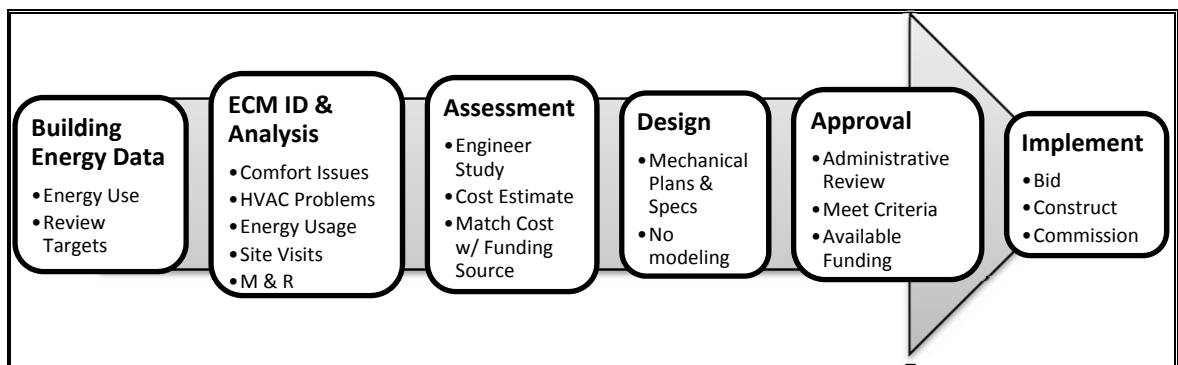 Building
Energy Data
•Energy Use
•Review
Targets
ECM ID &
Analysis
•Comfort Issues
•HVAC Problems
•Energy Usage
•Site Visits
•M & R
Assessment
•Engineer
Study
•Cost Estimate
•Match Cost
w/ Funding
Source
Design
•Mechanical
Plans &
Specs
•No
modeling
Approval
•Administrative
Review
•Meet Criteria
•Available
Funding
Implement
•Bid
•Construct
•Commission